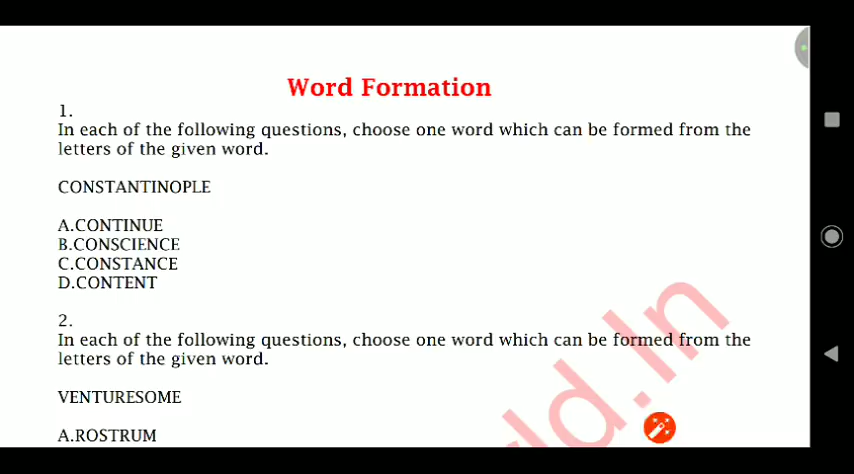 Word Formation
1.
In each of the following questions, choose one word which can be formed from the
letters of the given word.
CONSTANTINOPLE
A.CONTINUE
B.CONSCIENCE
C.CONSTANCE
D.CONTENT
2.
In each of the following questions, choose one word which can be formed from the
letters of the given word.
VENTURESOME
A.ROSTRUM
ld.In